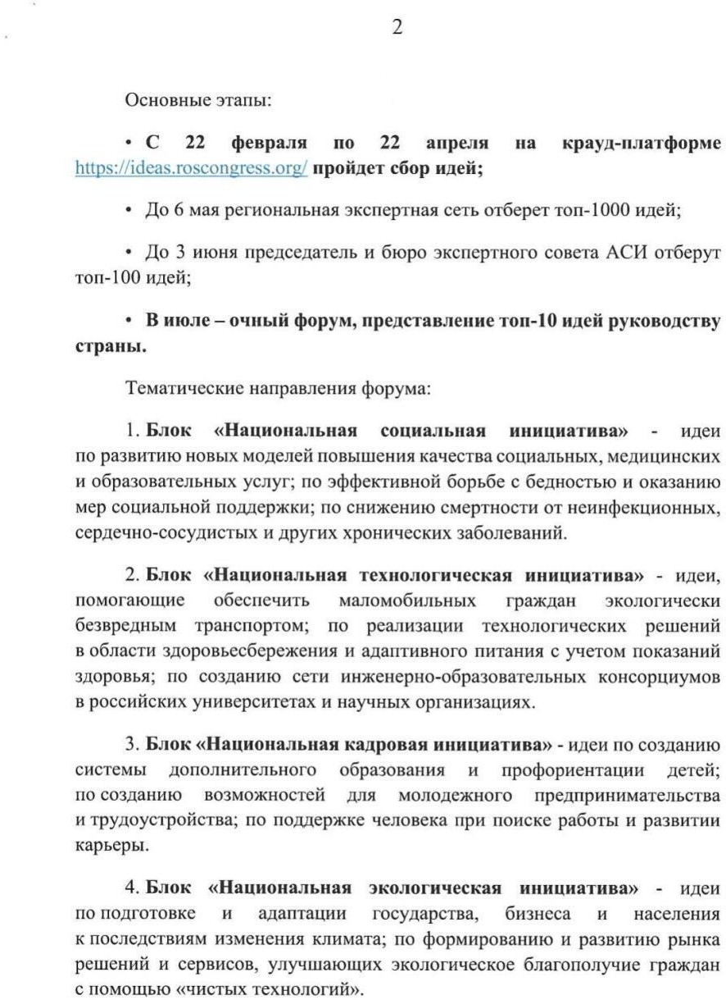 2
Основные этапы:
• С 22 февраля по 22 апреля на крауд-платформе
https://ideas.roscongress.org/ пройдет сбор идей;
• До 6 мая региональная экспертная сеть отберет топ-1000 идей;
• До 3 июня председатель и бюро экспертного совета АСИ отберут
топ-100 идей;
• В июле – очный форум, представление топ-10 идей руководству
страны.
Тематические направления форума:
1. Блок «Национальная социальная инициатива» - идеи
по развитию новых моделей повышения качества социальных, медицинских
и образовательных услуг; по эффективной борьбе с бедностью и оказанию
мер социальной поддержки; по снижению смертности от неинфекционных,
сердечно-сосудистых и других хронических заболеваний.
2. Блок «Национальная технологическая инициатива» - идеи,
помогающие обеспечить маломобильных граждан экологически
безвредным транспортом; по реализации технологических решений
в области здоровьесбережения и адаптивного питания с учетом показаний
здоровья; по созданию сети инженерно-образовательных консорциумов
в российских университетах и научных организациях.
3. Блок «Национальная кадровая инициатива» - идеи по созданию
системы дополнительного образования и профориентации детей;
по созданию возможностей для молодежного предпринимательства
и трудоустройства; по поддержке человека при поиске работы и развитии
карьеры.
4. Блок «Национальная экологическая инициатива» - идеи
по подготовке и адаптации государства, бизнеса и населения
к последствиям изменения климата; по формированию и развитию рынка
решений и сервисов, улучшающих экологическое благополучие граждан
с помощью «чистых технологий».